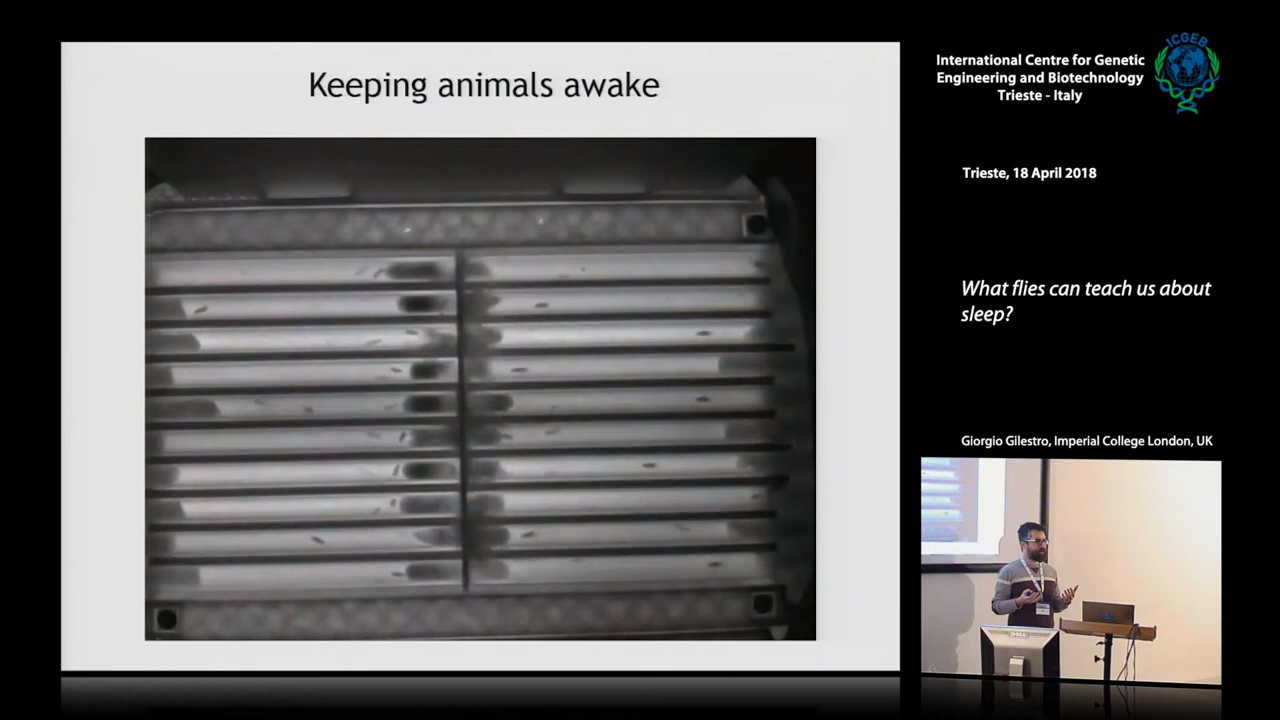 Keeping animals awake
International Centre for Genetic
Engineering and Biotechnology
Trieste - Italy
ICGEB
Trieste, 18 April 2018
What flies can teach us about
sleep?
Giorgio Gilestro, Imperial College London, UK
DELL